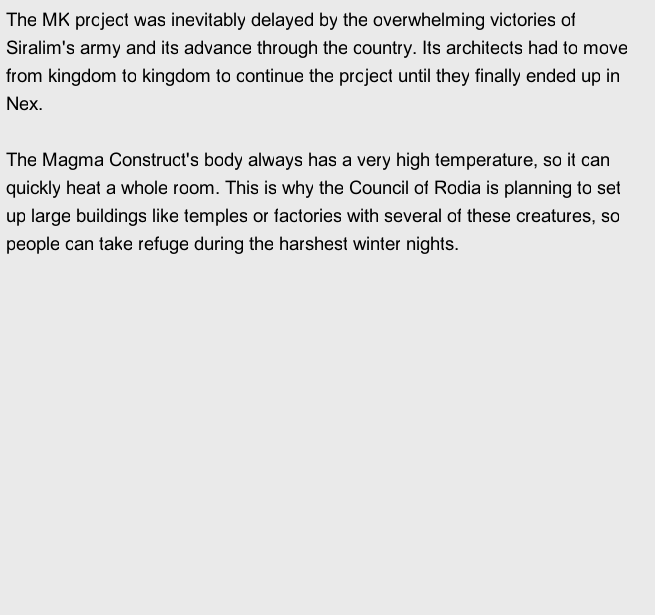 The MK project was inevitably delayed by the overwhelming victories of
Siralim's army and its advance through the country. Its architects had to move
from kingdom to kingdom to continue the project until they finally ended up in
Nex.

The Magma Construct's body always has a very high temperature, so it can
quickly heat a whole room. This is why the Council of Rodia is planning to set
up large buildings like temples or factories with several of these creatures, so
people can take refuge during the harshest winter nights.